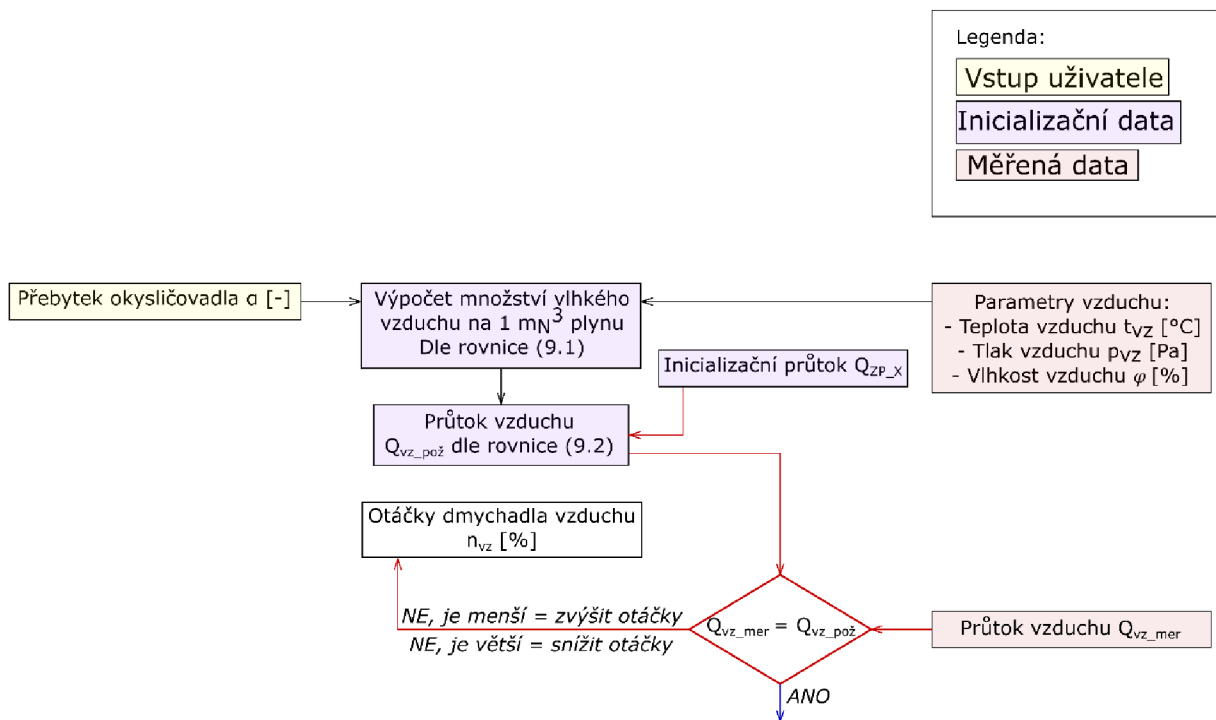 Legenda:
Vstup uživatele
Inicializační data
Měřená data
Přebytek okysličovadla α [-]
Výpočet množství vlhkého
vzduchu na 1 mN3 plynu
Dle rovnice (9.1)
Parametry vzduchu:
- Teplota vzduchu tvz [°C]
- Tlak vzduchu pvz [Pa]
- Vlhkost vzduchu φ [%]
Inicializační průtok QZP_X
Průtok vzduchu
Qvz_pož dle rovnice (9.2)
Otáčky dmychadla vzduchu
nvz [%]
NE, je menší = zvýšit otáčky
NE, je větší = snížit otáčky
Qvz_mer = Qvz_pož
Průtok vzduchu Qvz_mer
ANO